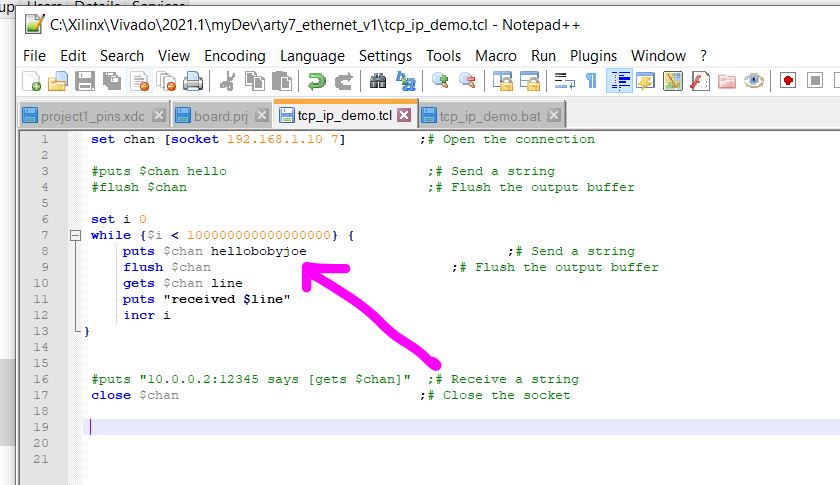 C:\Xilinx\Vivado\2021.1\myDev\arty7_ethernet_v1\tcp_ip_demo.tcl - Notepad++
File Edit Search View Encoding Language Settings Tools Macro Run Plugins Window ?
project1_pins.xdc board.prj tcp_ip_demo.tcl tcp_ip_demo.bat
1 set chan [socket 192.168.1.10 7] ;# Open the connection
2
3 #puts $chan hello ;# Send a string
4 #flush $chan ;# Flush the output buffer
5
6 set i 0
7 while {$i < 100000000000000000} {
8 puts $chan hellobobyjoe ;# Send a string
9 flush $chan ;# Flush the output buffer
10 gets $chan line
11 puts "received $line"
12 incr i
13 }
14
15
16 #puts "10.0.0.2:12345 says [gets $chan]" ;# Receive a string
17 close $chan ;# Close the socket
18
19
20
21